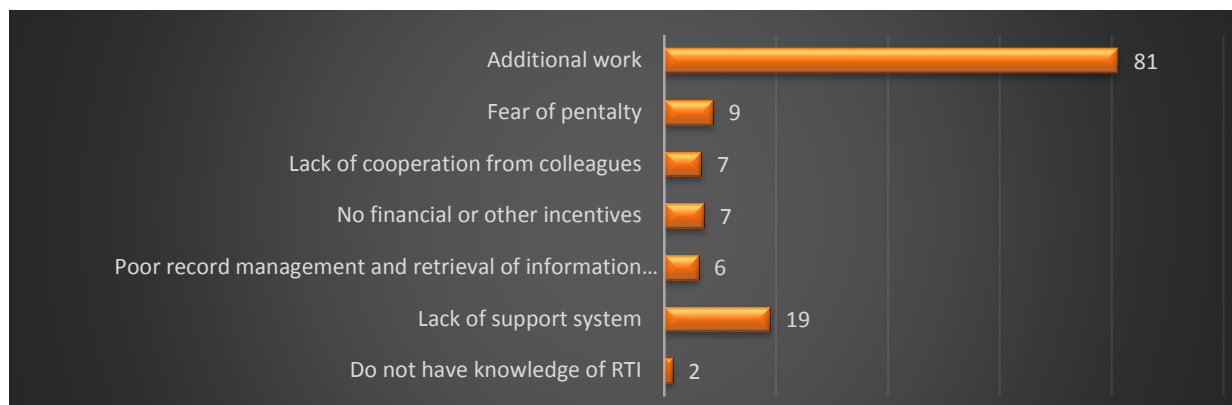 Additional work 81
Fear of pentalty 9
Lack of cooperation from colleagues 7
No financial or other incentives 7
Poor record management and retrieval of information… 6
Lack of support system 19
Do not have knowledge of RTI 2